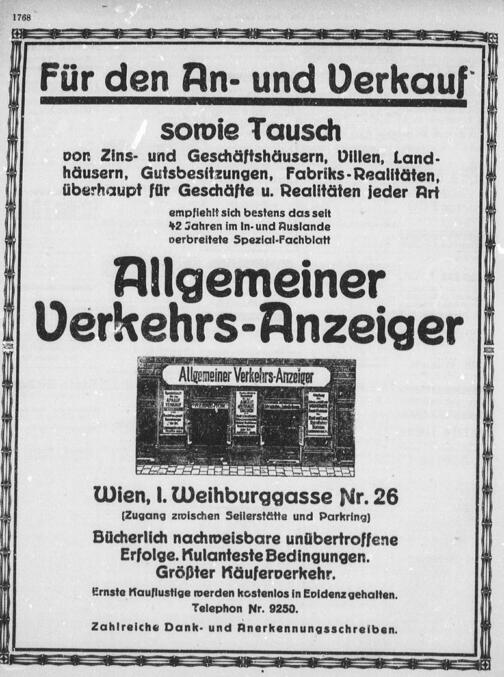 1768
Für den An- und Verkauf
sowie Tausch
von Zins- und Geschäftshäusern, Villen, Land-
häusern, Gutsbesitzungen, Fabriks-Realitäten,
überhaupt für Geschäfte u. Realitäten jeder Art
empfiehlt sich bestens das seit
42 Jahren im In- und Auslande
verbreitete Spezial-Fachblatt
Allgemeiner
Verkehrs-Anzeiger
Allgemeiner Verkehrs-Anzeiger
Wien, I. Weihburggasse Nr. 26
(Zugang zwischen Seilerstätte und Parkring)
Bücherlich nachweisbare unübertroffene
Erfolge. Kulanteste Bedingungen.
Größter Käuferverkehr.
Ernste Kauflustige werden kostenlos in Evidenz gehalten.
Telephon Nr. 9250.
Zahlreiche Dank- und Anerkennungsschreiben.